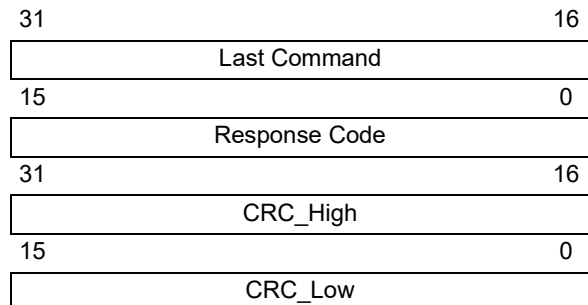 31 16
Last Command
15 0
Response Code
31 16
CRC_High
15 0
CRC_Low